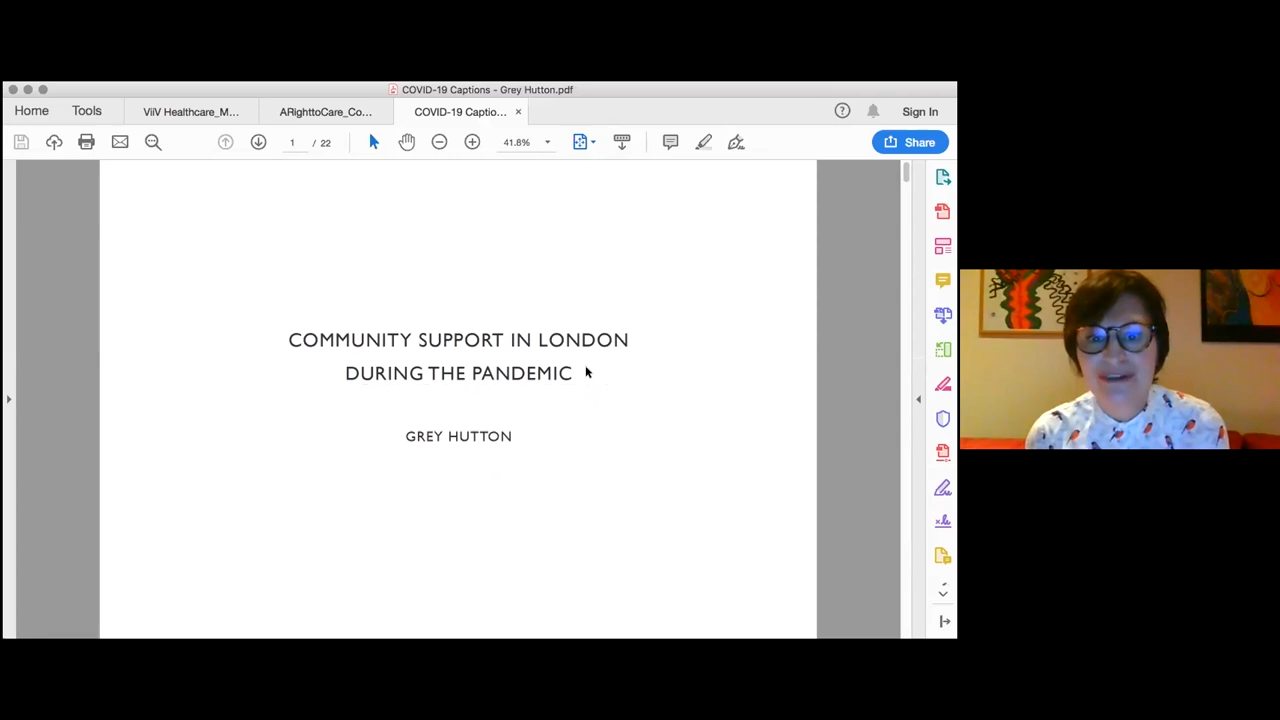 COVID-19 Captions - Grey Hutton.pdf
Home
Tools
ViiV Healthcare_M...
ARighttoCare_Co...
COVID-19 Captio...
Sign In
1 / 22
41.8%
Share
COMMUNITY SUPPORT IN LONDON
DURING THE PANDEMIC
GREY HUTTON